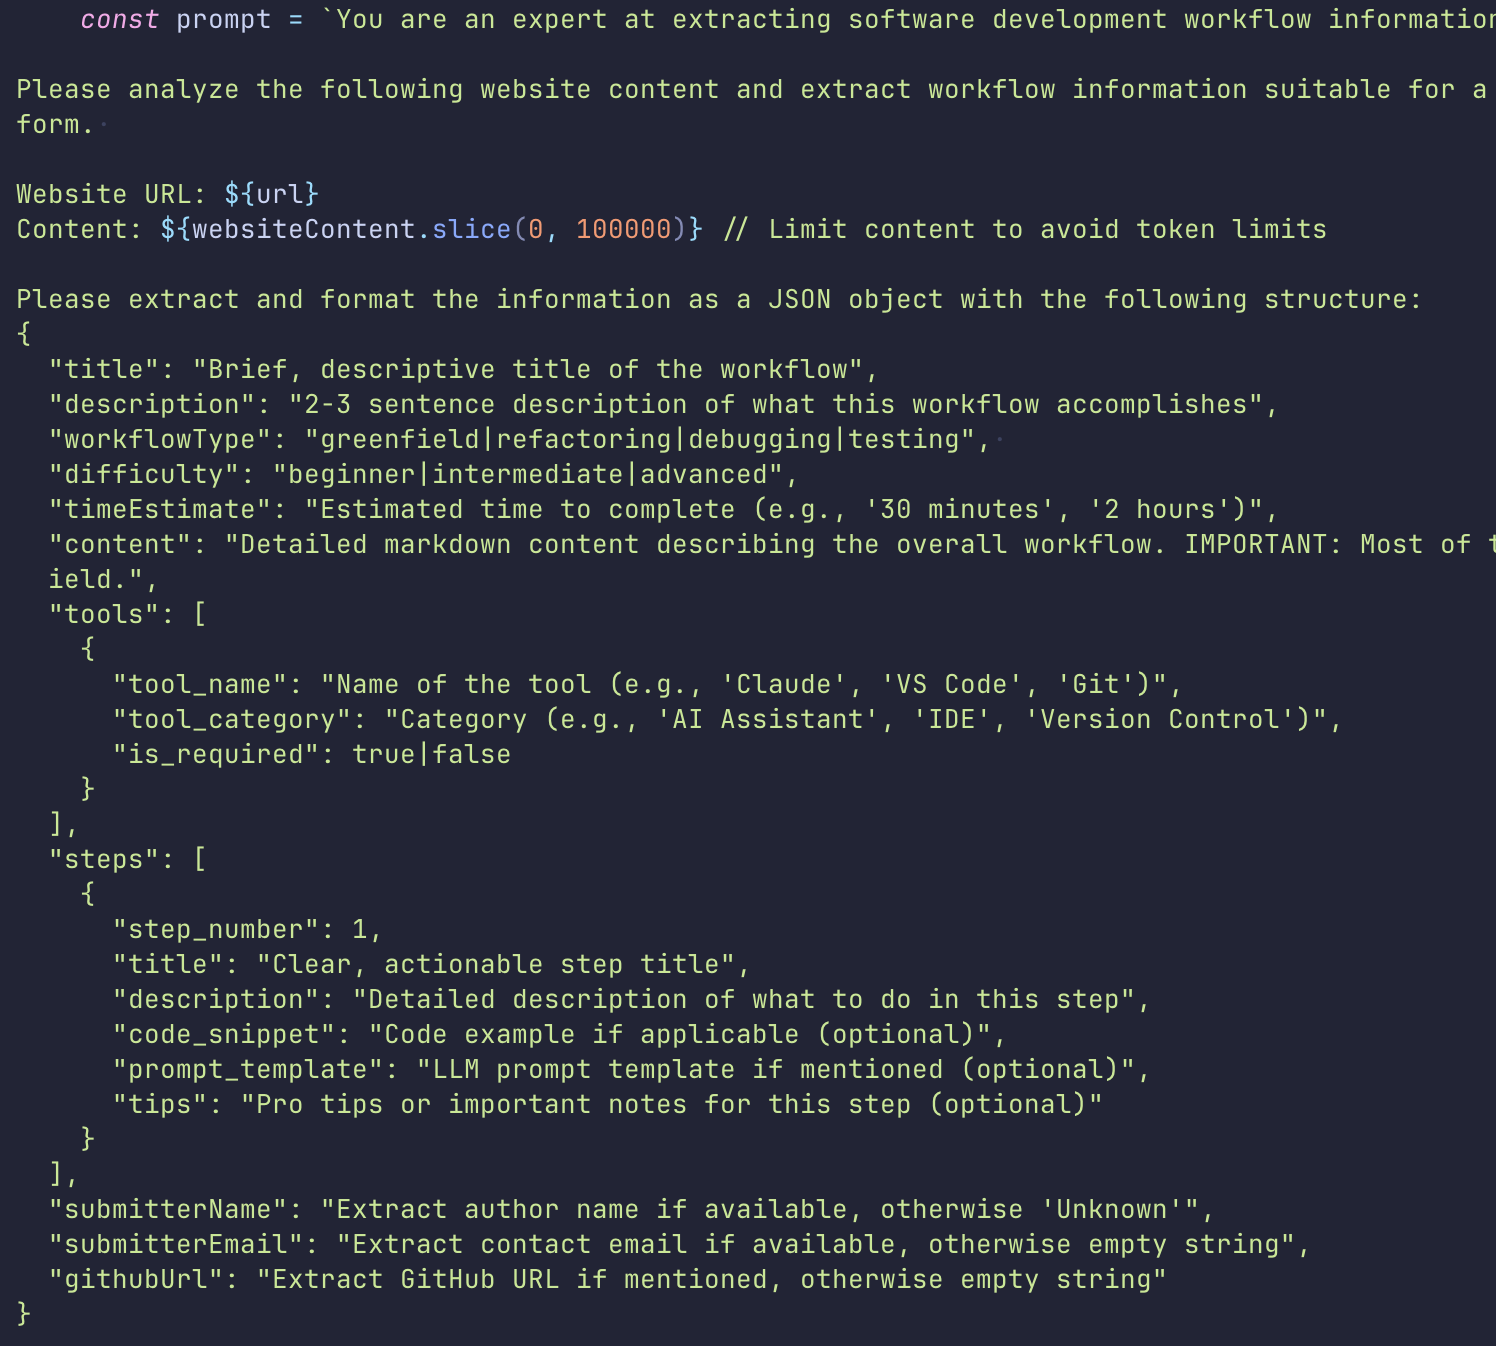 const prompt = `You are an expert at extracting software development workflow information
Please analyze the following website content and extract workflow information suitable for a
form.
Website URL: ${url}
Content: ${websiteContent.slice(0, 100000)} // Limit content to avoid token limits
Please extract and format the information as a JSON object with the following structure:
{
"title": "Brief, descriptive title of the workflow",
"description": "2-3 sentence description of what this workflow accomplishes",
"workflowType": "greenfield|refactoring|debugging|testing",
"difficulty": "beginner|intermediate|advanced",
"timeEstimate": "Estimated time to complete (e.g., '30 minutes', '2 hours')",
"content": "Detailed markdown content describing the overall workflow. IMPORTANT: Most of
ield.",
"tools": [
{
"tool_name": "Name of the tool (e.g., 'Claude', 'VS Code', 'Git')",
"tool_category": "Category (e.g., 'AI Assistant', 'IDE', 'Version Control')",
"is_required": true|false
}
],
"steps": [
{
"step_number": 1,
"title": "Clear, actionable step title",
"description": "Detailed description of what to do in this step",
"code_snippet": "Code example if applicable (optional)",
"prompt_template": "LLM prompt template if mentioned (optional)",
"tips": "Pro tips or important notes for this step (optional)"
}
],
"submitterName": "Extract author name if available, otherwise 'Unknown'",
"submitterEmail": "Extract contact email if available, otherwise empty string",
"githubUrl": "Extract GitHub URL if mentioned, otherwise empty string"
}